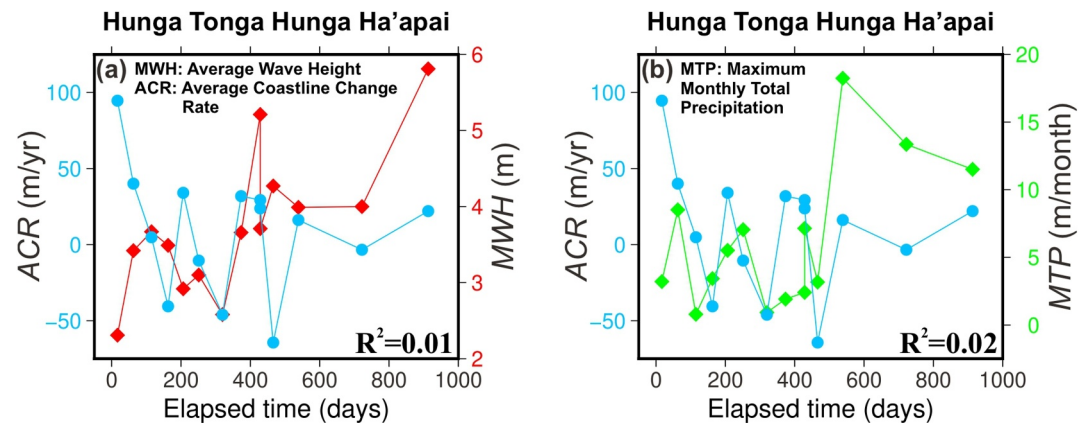 Hunga Tonga Hunga Ha’apai
(a)
MWH: Average Wave Height
ACR: Average Coastline Change
Rate
100
50
0
−50
ACR (m/yr)
6
5
4
3
2
MWH (m)
R²=0.01
0 200 400 600 800 1000
Elapsed time (days)
Hunga Tonga Hunga Ha’apai
(b)
MTP: Maximum
Monthly Total
Precipitation
100
50
0
−50
ACR (m/yr)
20
15
10
5
0
MTP (m/month)
R²=0.02
0 200 400 600 800 1000
Elapsed time (days)